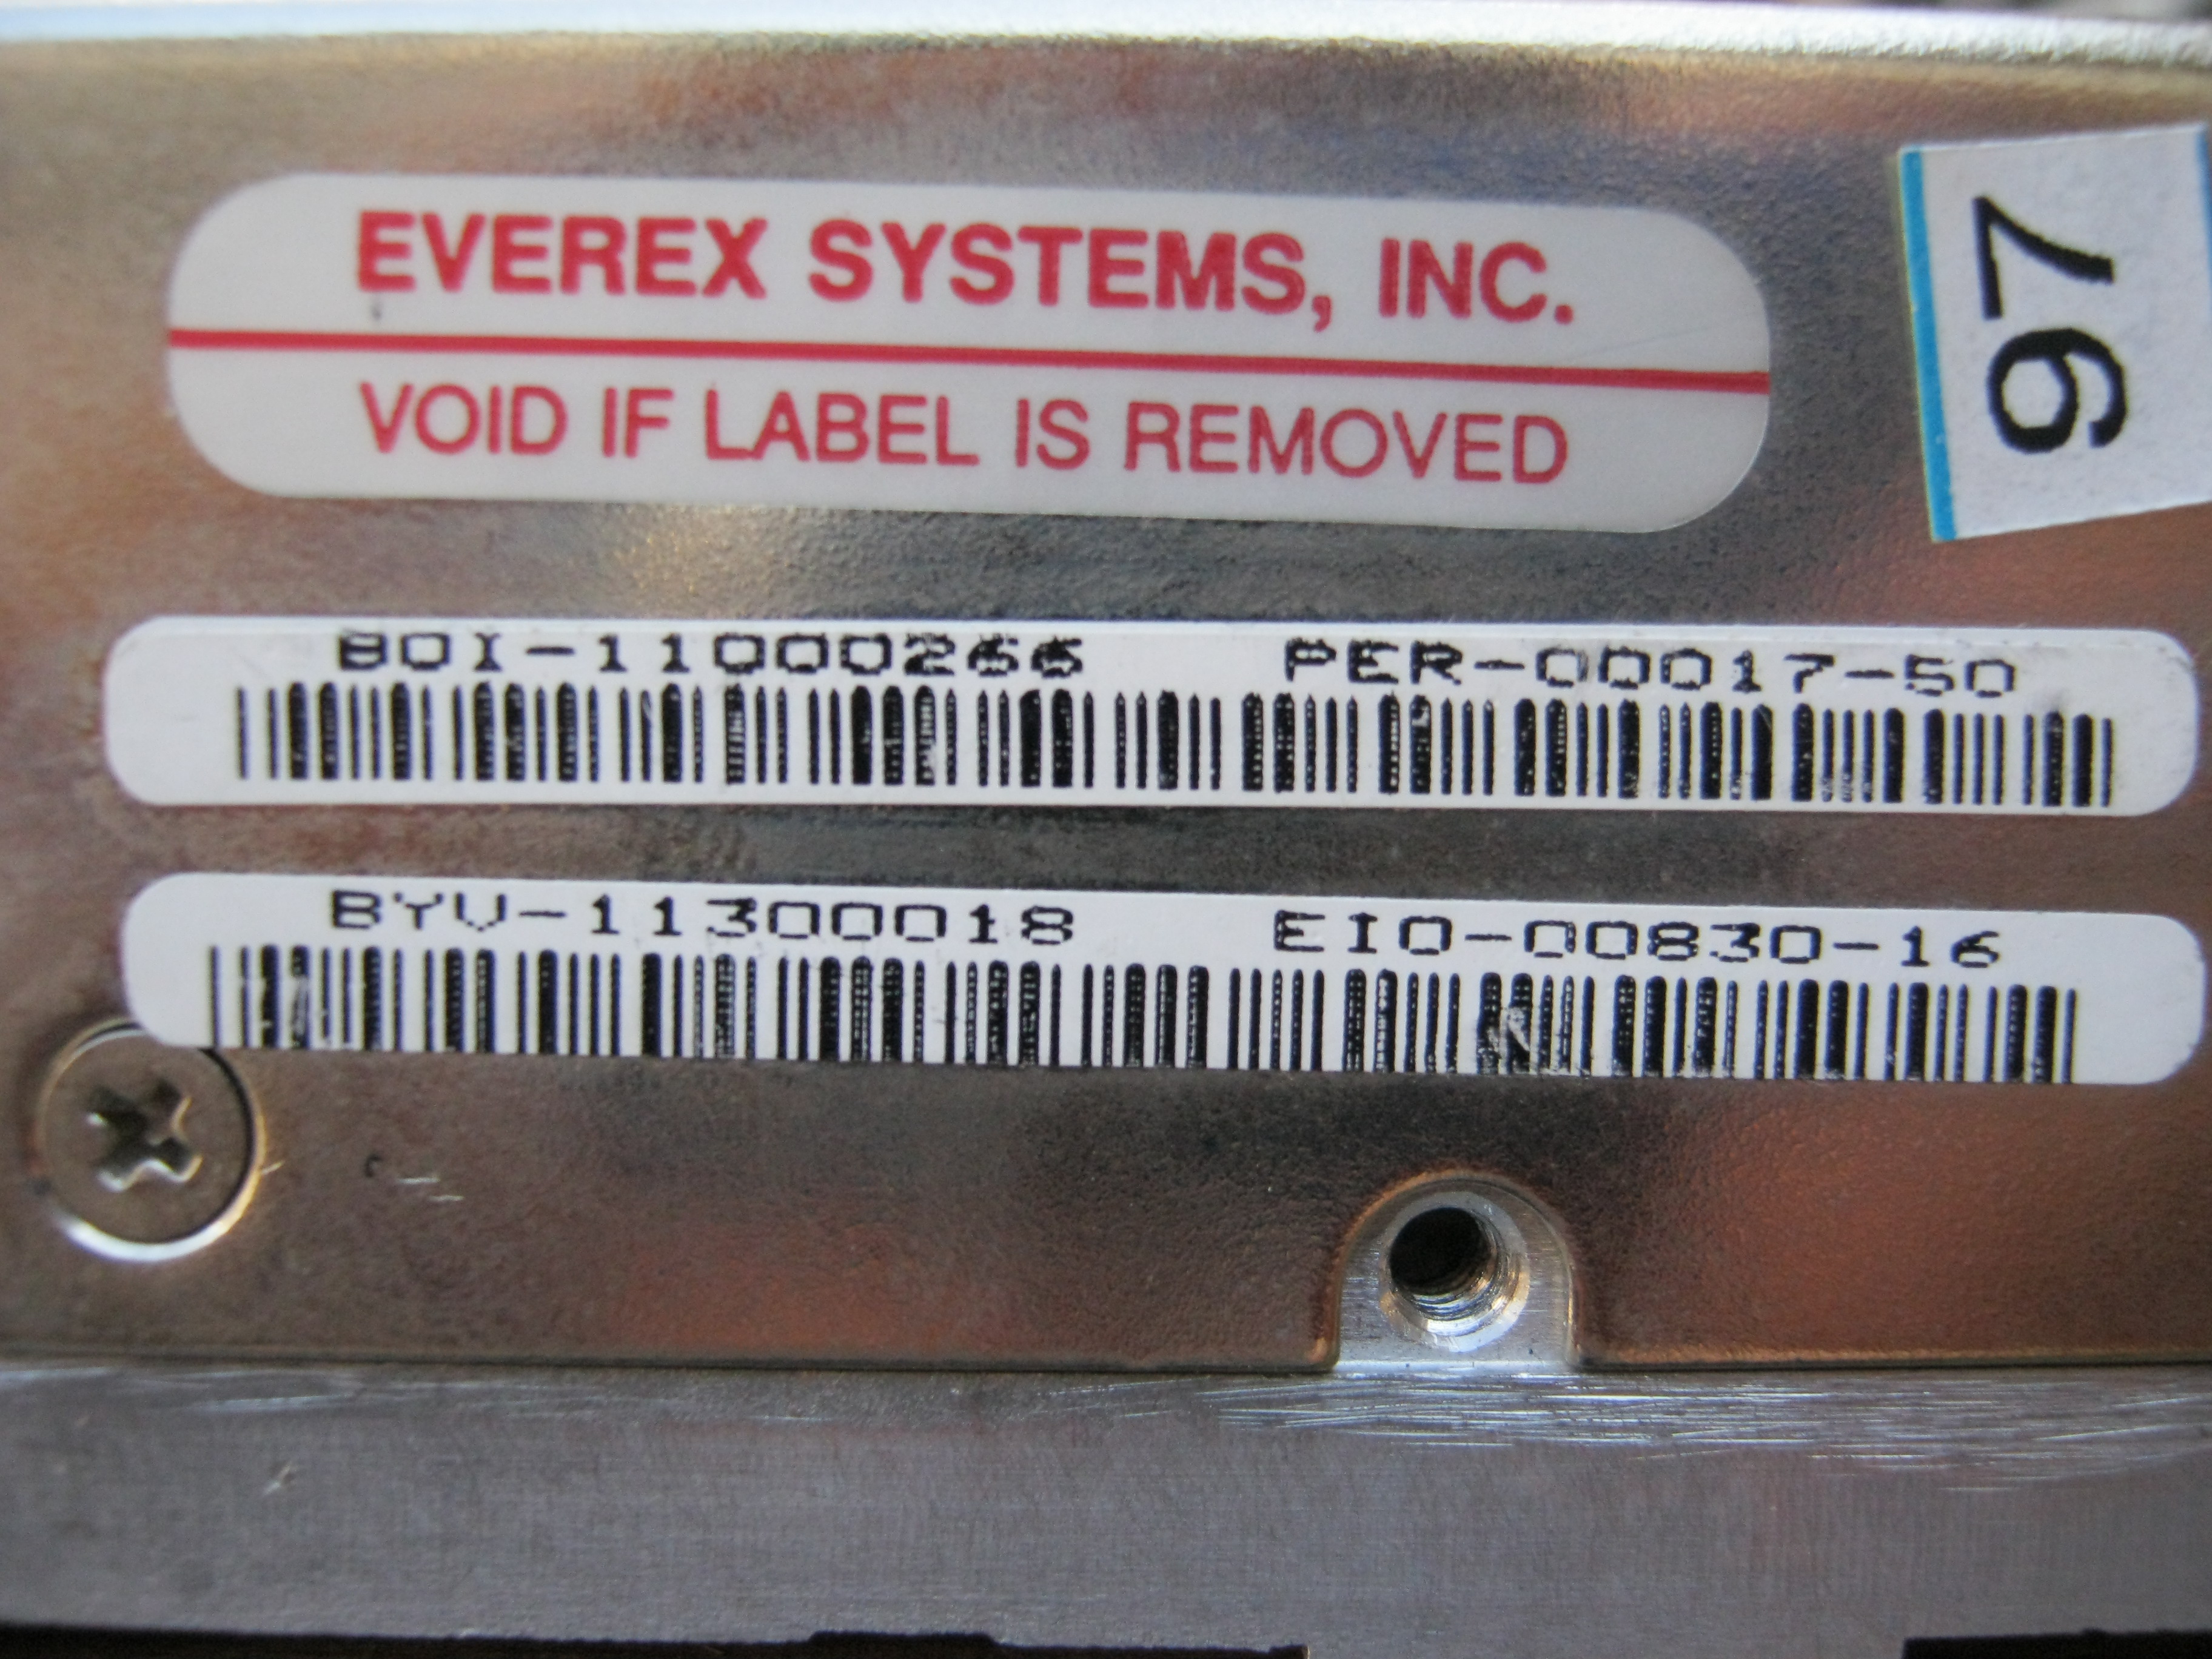 EVEREX SYSTEMS, INC.
VOID IF LABEL IS REMOVED
97
BOI-11000266 PER-00017-50
BYV-11300018 EIO-00830-16